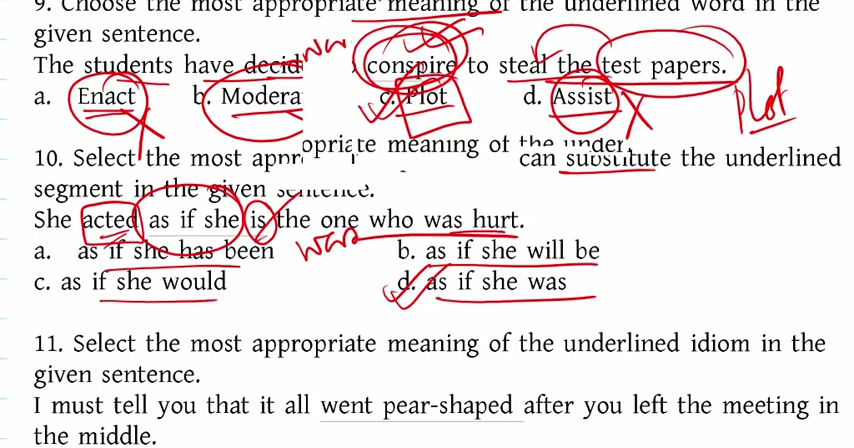 9. Choose the most appropriate meaning of the underlined word in the
given sentence.
The students have conspire to steal the test papers.
a. Enact b. c. Plot d. Assist
Plot
10. Select the most meaning of the can substitute the underlined
segment in the given sentence.
She acted as if she is the one who was hurt.
was
a. as if she has been b. as if she will be
c. as if she would d. as if she was
11. Select the most appropriate meaning of the underlined idiom in the
given sentence.
I must tell you that it all went pear-shaped after you left the meeting in
the middle.